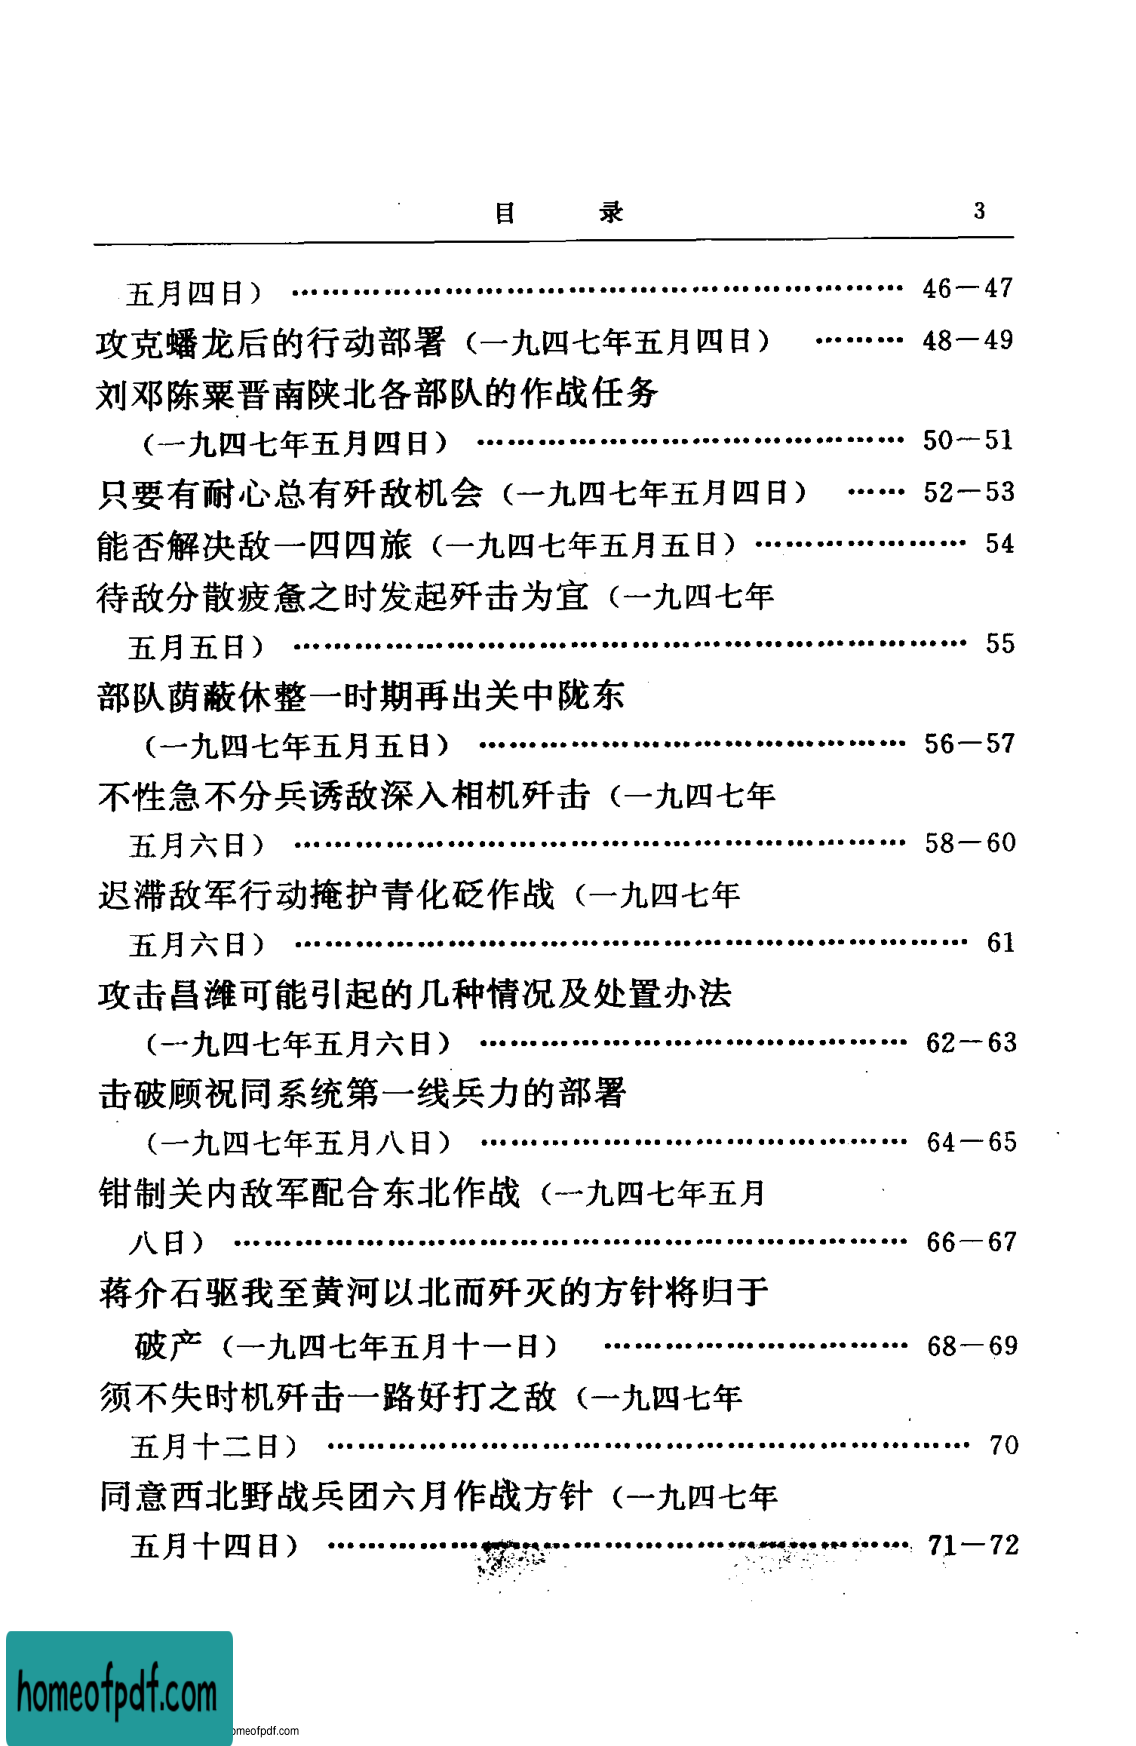 目 录 3
五月四日） …………………………………………………… 46—47
攻克蟠龙后的行动部署（一九四七年五月四日） ……… 48—49
刘邓陈粟晋南陕北各部队的作战任务
（一九四七年五月四日） …………………………………… 50—51
只要有耐心总有歼敌机会（一九四七年五月四日） …… 52—53
能否解决敌一四四旅（一九四七年五月五日） ………………… 54
待敌分散疲惫之时发起歼击为宜（一九四七年
五月五日） ………………………………………………………… 55
部队荫蔽休整一时期再出关中陇东
（一九四七年五月五日） …………………………………… 56—57
不性急不分兵诱敌深入相机歼击（一九四七年
五月六日） …………………………………………………… 58—60
迟滞敌军行动掩护青化砭作战（一九四七年
五月六日） ………………………………………………………… 61
攻击昌潍可能引起的几种情况及处置办法
（一九四七年五月六日） …………………………………… 62—63
击破顾祝同系统第一线兵力的部署
（一九四七年五月八日） …………………………………… 64—65
钳制关内敌军配合东北作战（一九四七年五月
八日） ………………………………………………………… 66—67
蒋介石驱我至黄河以北而歼灭的方针将归于
破产（一九四七年五月十一日） ………………………… 68—69
须不失时机歼击一路好打之敌（一九四七年
五月十二日） ……………………………………………………… 70
同意西北野战兵团六月作战方针（一九四七年
五月十四日） ………………………………………………… 71—72
homeofpdf.com
omeofpdf.com